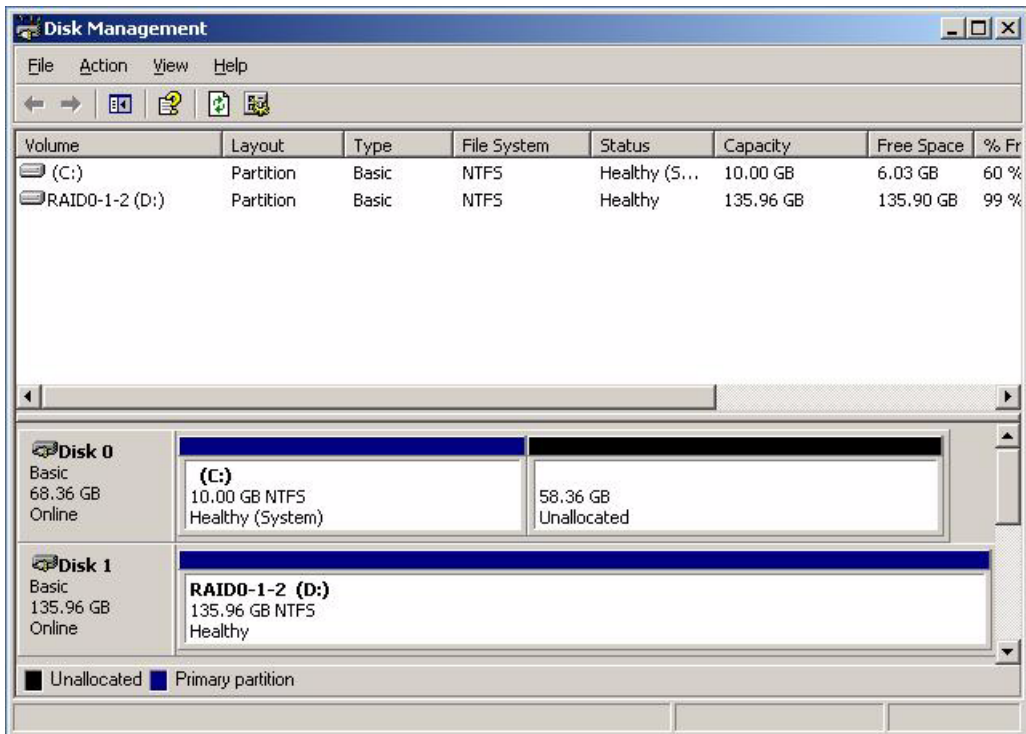 Disk Management
File Action View Help
Volume Layout Type File System Status Capacity Free Space % Fr
(C:) Partition Basic NTFS Healthy (S... 10.00 GB 6.03 GB 60 %
RAID0-1-2 (D:) Partition Basic NTFS Healthy 135.96 GB 135.90 GB 99 %
Disk 0
Basic
68.36 GB
Online
(C:)
10.00 GB NTFS
Healthy (System)
58.36 GB
Unallocated
Disk 1
Basic
135.96 GB
Online
RAID0-1-2 (D:)
135.96 GB NTFS
Healthy
Unallocated Primary partition